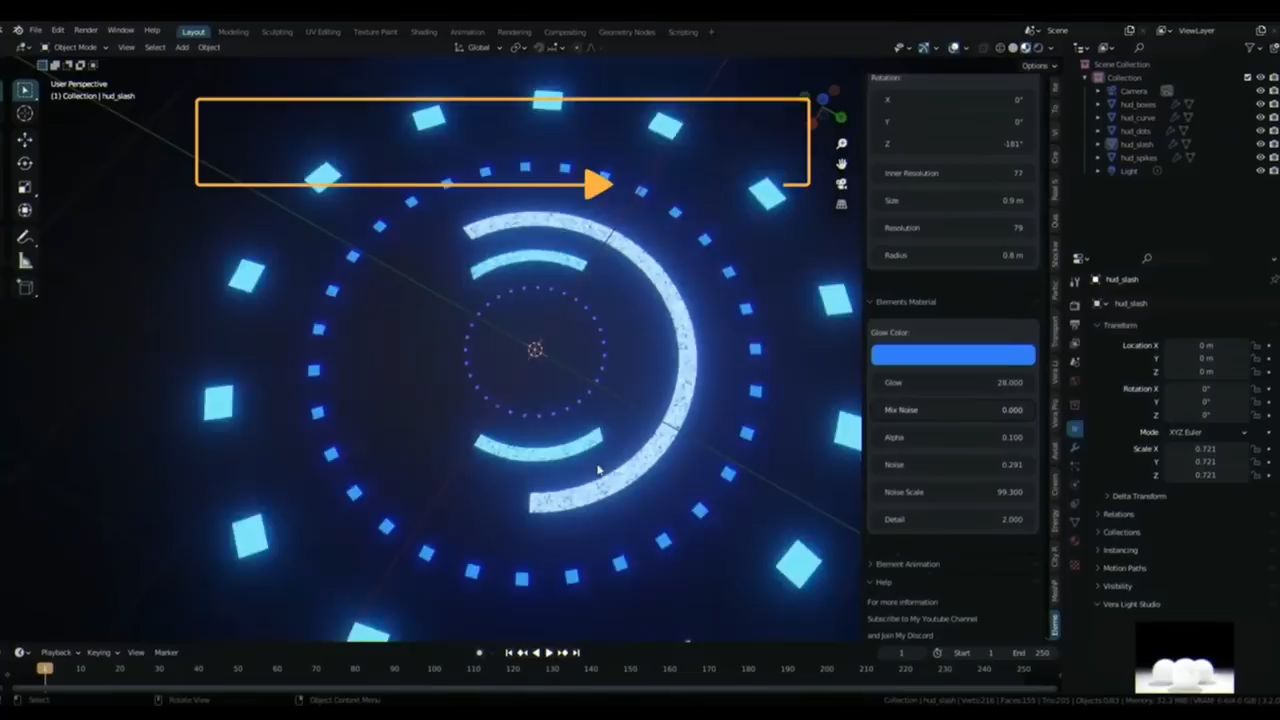 File Edit Render Window Help Layout Modeling Sculpting UV Editing Texture Paint Shading Animation Rendering Compositing Geometry Nodes Scripting + Scene ViewLayer
Object Mode View Select Add Object Global
Options
User Perspective
(1) Collection | hud_slash
Rotation:
X 0°
Y 0°
Z -181°
Inner Resolution 77
Size 0.9 m
Resolution 79
Radius 0.8 m
Elements Material
Glow Color:
Glow 28.000
Mix Noise 0.000
Alpha 0.100
Noise 0.291
Noise Scale 99.300
Detail 2.000
Element Animation
Help
For more information
Subscribe to My Youtube Channel
and Join My Discord
Scene Collection
Collection
Camera
hud_boxes
hud_curve
hud_dots
hud_slash
hud_spikes
Light
hud_slash
hud_slash
Transform
Location X 0 m
Y 0 m
Z 0 m
Rotation X 0°
Y 0°
Z 0°
Mode XYZ Euler
Scale X 0.721
Y 0.721
Z 0.721
Delta Transform
Relations
Collections
Instancing
Motion Paths
Visibility
Vera Light Studio
Playback Keying View Marker 1 Start 1 End 250
1 10 20 30 40 50 60 70 80 90 100 110 120 130 140 150 160 170 180 190 200 210 220 230 240 250
Select Rotate View Object Context Menu